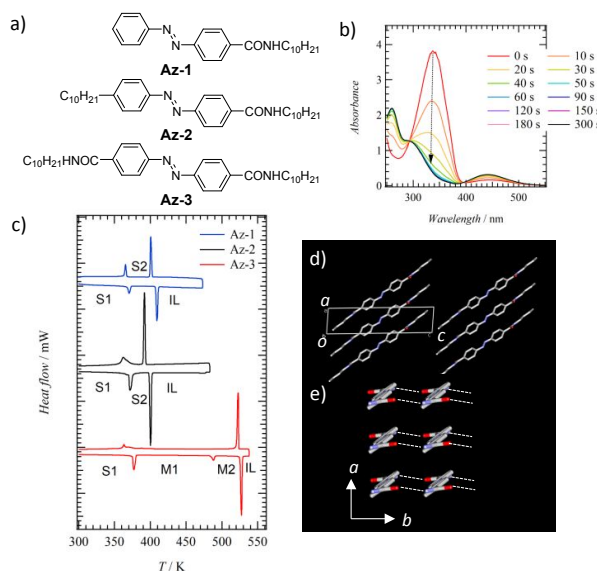 a)
N
N
CONHC10H21
Az-1
C10H21
N
N
CONHC10H21
Az-2
C10H21HNOC
N
N
CONHC10H21
Az-3
b)
Absorbance
4
3
2
1
0
0 s
10 s
20 s
30 s
40 s
50 s
60 s
90 s
120 s
150 s
180 s
300 s
300
400
500
Wavelength / nm
c)
Az-1
Az-2
Az-3
S2
S1
IL
S1
S2
IL
S1
M1
M2
IL
Heat flow / mW
300
350
400
450
500
550
T / K
d)
a
o
c
e)
a
b